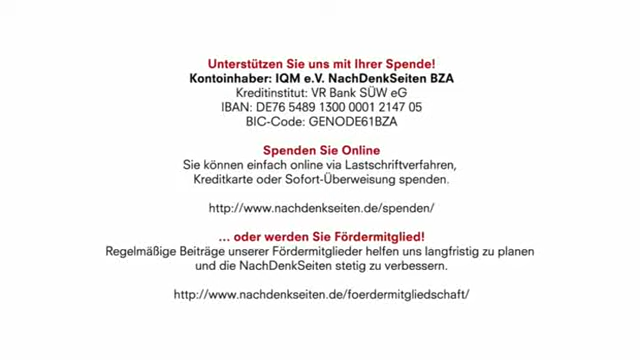 Unterstützen Sie uns mit Ihrer Spende!
Kontoinhaber: IQM e.V. NachDenkSeiten BZA
Kreditinstitut: VR Bank SÜW eG
IBAN: DE76 5489 1300 0001 2147 05
BIC-Code: GENODE61BZA
Spenden Sie Online
Sie können einfach online via Lastschriftverfahren,
Kreditkarte oder Sofort-Überweisung spenden.
http://www.nachdenkseiten.de/spenden/
... oder werden Sie Fördermitglied!
Regelmäßige Beiträge unserer Fördermitglieder helfen uns langfristig zu planen
und die NachDenkSeiten stetig zu verbessern.
http://www.nachdenkseiten.de/foerdermitgliedschaft/